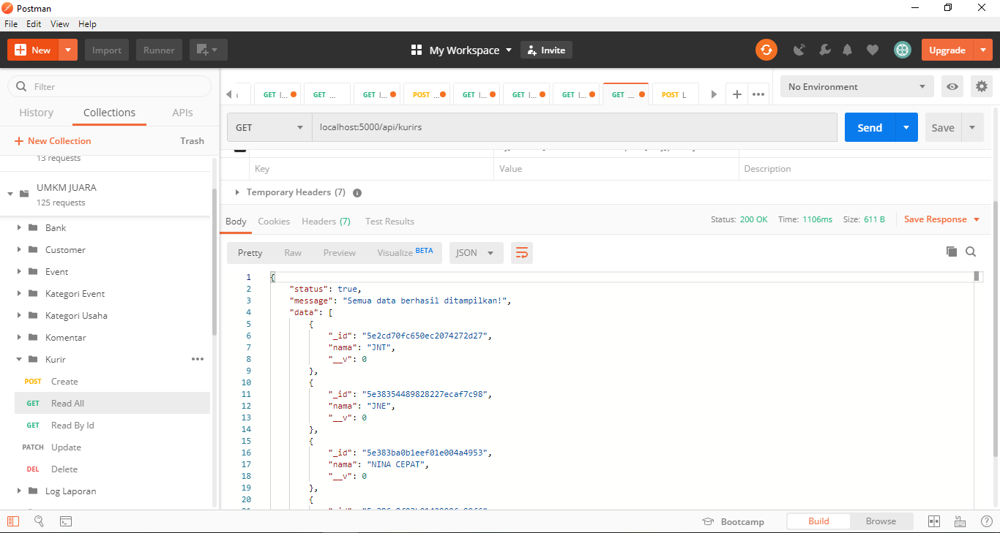 Postman
File Edit View Help
New Import Runner My Workspace Invite Upgrade
Filter
History Collections APIs
New Collection Trash
13 requests
UMKM JUARA
125 requests
Bank
Customer
Event
Kategori Event
Kategori Usaha
Komentar
Kurir
POST Create
GET Read All
GET Read By Id
PATCH Update
DEL Delete
Log Laporan
GET I... GET ... GET I... POST ... GET I... GET I... GET I... GET ... POST L
No Environment
GET localhost:5000/api/kurirs Send Save
Key Value Description
Temporary Headers (7)
Body Cookies Headers (7) Test Results Status: 200 OK Time: 1106ms Size: 611 B Save Response
Pretty Raw Preview Visualize BETA JSON
1 {
2 "status": true,
3 "message": "Semua data berhasil ditampilkan!",
4 "data": [
5 {
6 "_id": "5e2cd70fc650ec2074272d27",
7 "nama": "JNT",
8 "__v": 0
9 },
10 {
11 "_id": "5e38354489828227ecaf7c98",
12 "nama": "JNE",
13 "__v": 0
14 },
15 {
16 "_id": "5e383ba0b1eef01e004a4953",
17 "nama": "NINA CEPAT",
18 "__v": 0
19 },
20 {
Bootcamp Build Browse